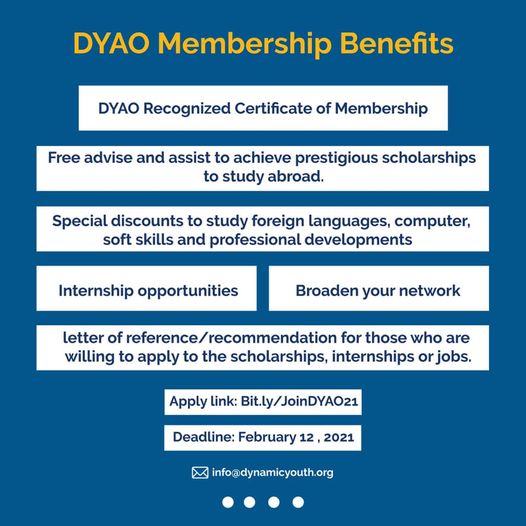 DYAO Membership Benefits
DYAO Recognized Certificate of Membership
Free advise and assist to achieve prestigious scholarships
to study abroad.
Special discounts to study foreign languages, computer,
soft skills and professional developments
Internship opportunities
Broaden your network
letter of reference/recommendation for those who are
willing to apply to the scholarships, internships or jobs.
Apply link: Bit.ly/JoinDYAO21
Deadline: February 12 , 2021
info@dynamicyouth.org